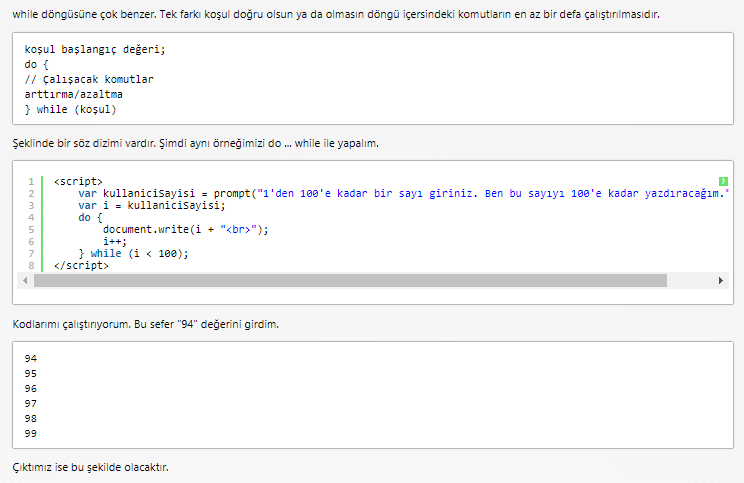 while döngüsüne çok benzer. Tek farkı koşul doğru olsun ya da olmasın döngü içersindeki komutların en az bir defa çalıştırılmasıdır.
koşul başlangıç değeri;
do {
// Çalışacak komutlar
arttırma/azaltma
} while (koşul)
Şeklinde bir söz dizimi vardır. Şimdi aynı örneğimizi do ... while ile yapalım.
?
1 <script>
2 var kullaniciSayisi = prompt("1'den 100'e kadar bir sayı giriniz. Ben bu sayıyı 100'e kadar yazdıracağım."
3 var i = kullaniciSayisi;
4 do {
5 document.write(i + "<br>");
6 i++;
7 } while (i < 100);
8 </script>
Kodlarımı çalıştırıyorum. Bu sefer "94" değerini girdim.
94
95
96
97
98
99
Çıktımız ise bu şekilde olacaktır.